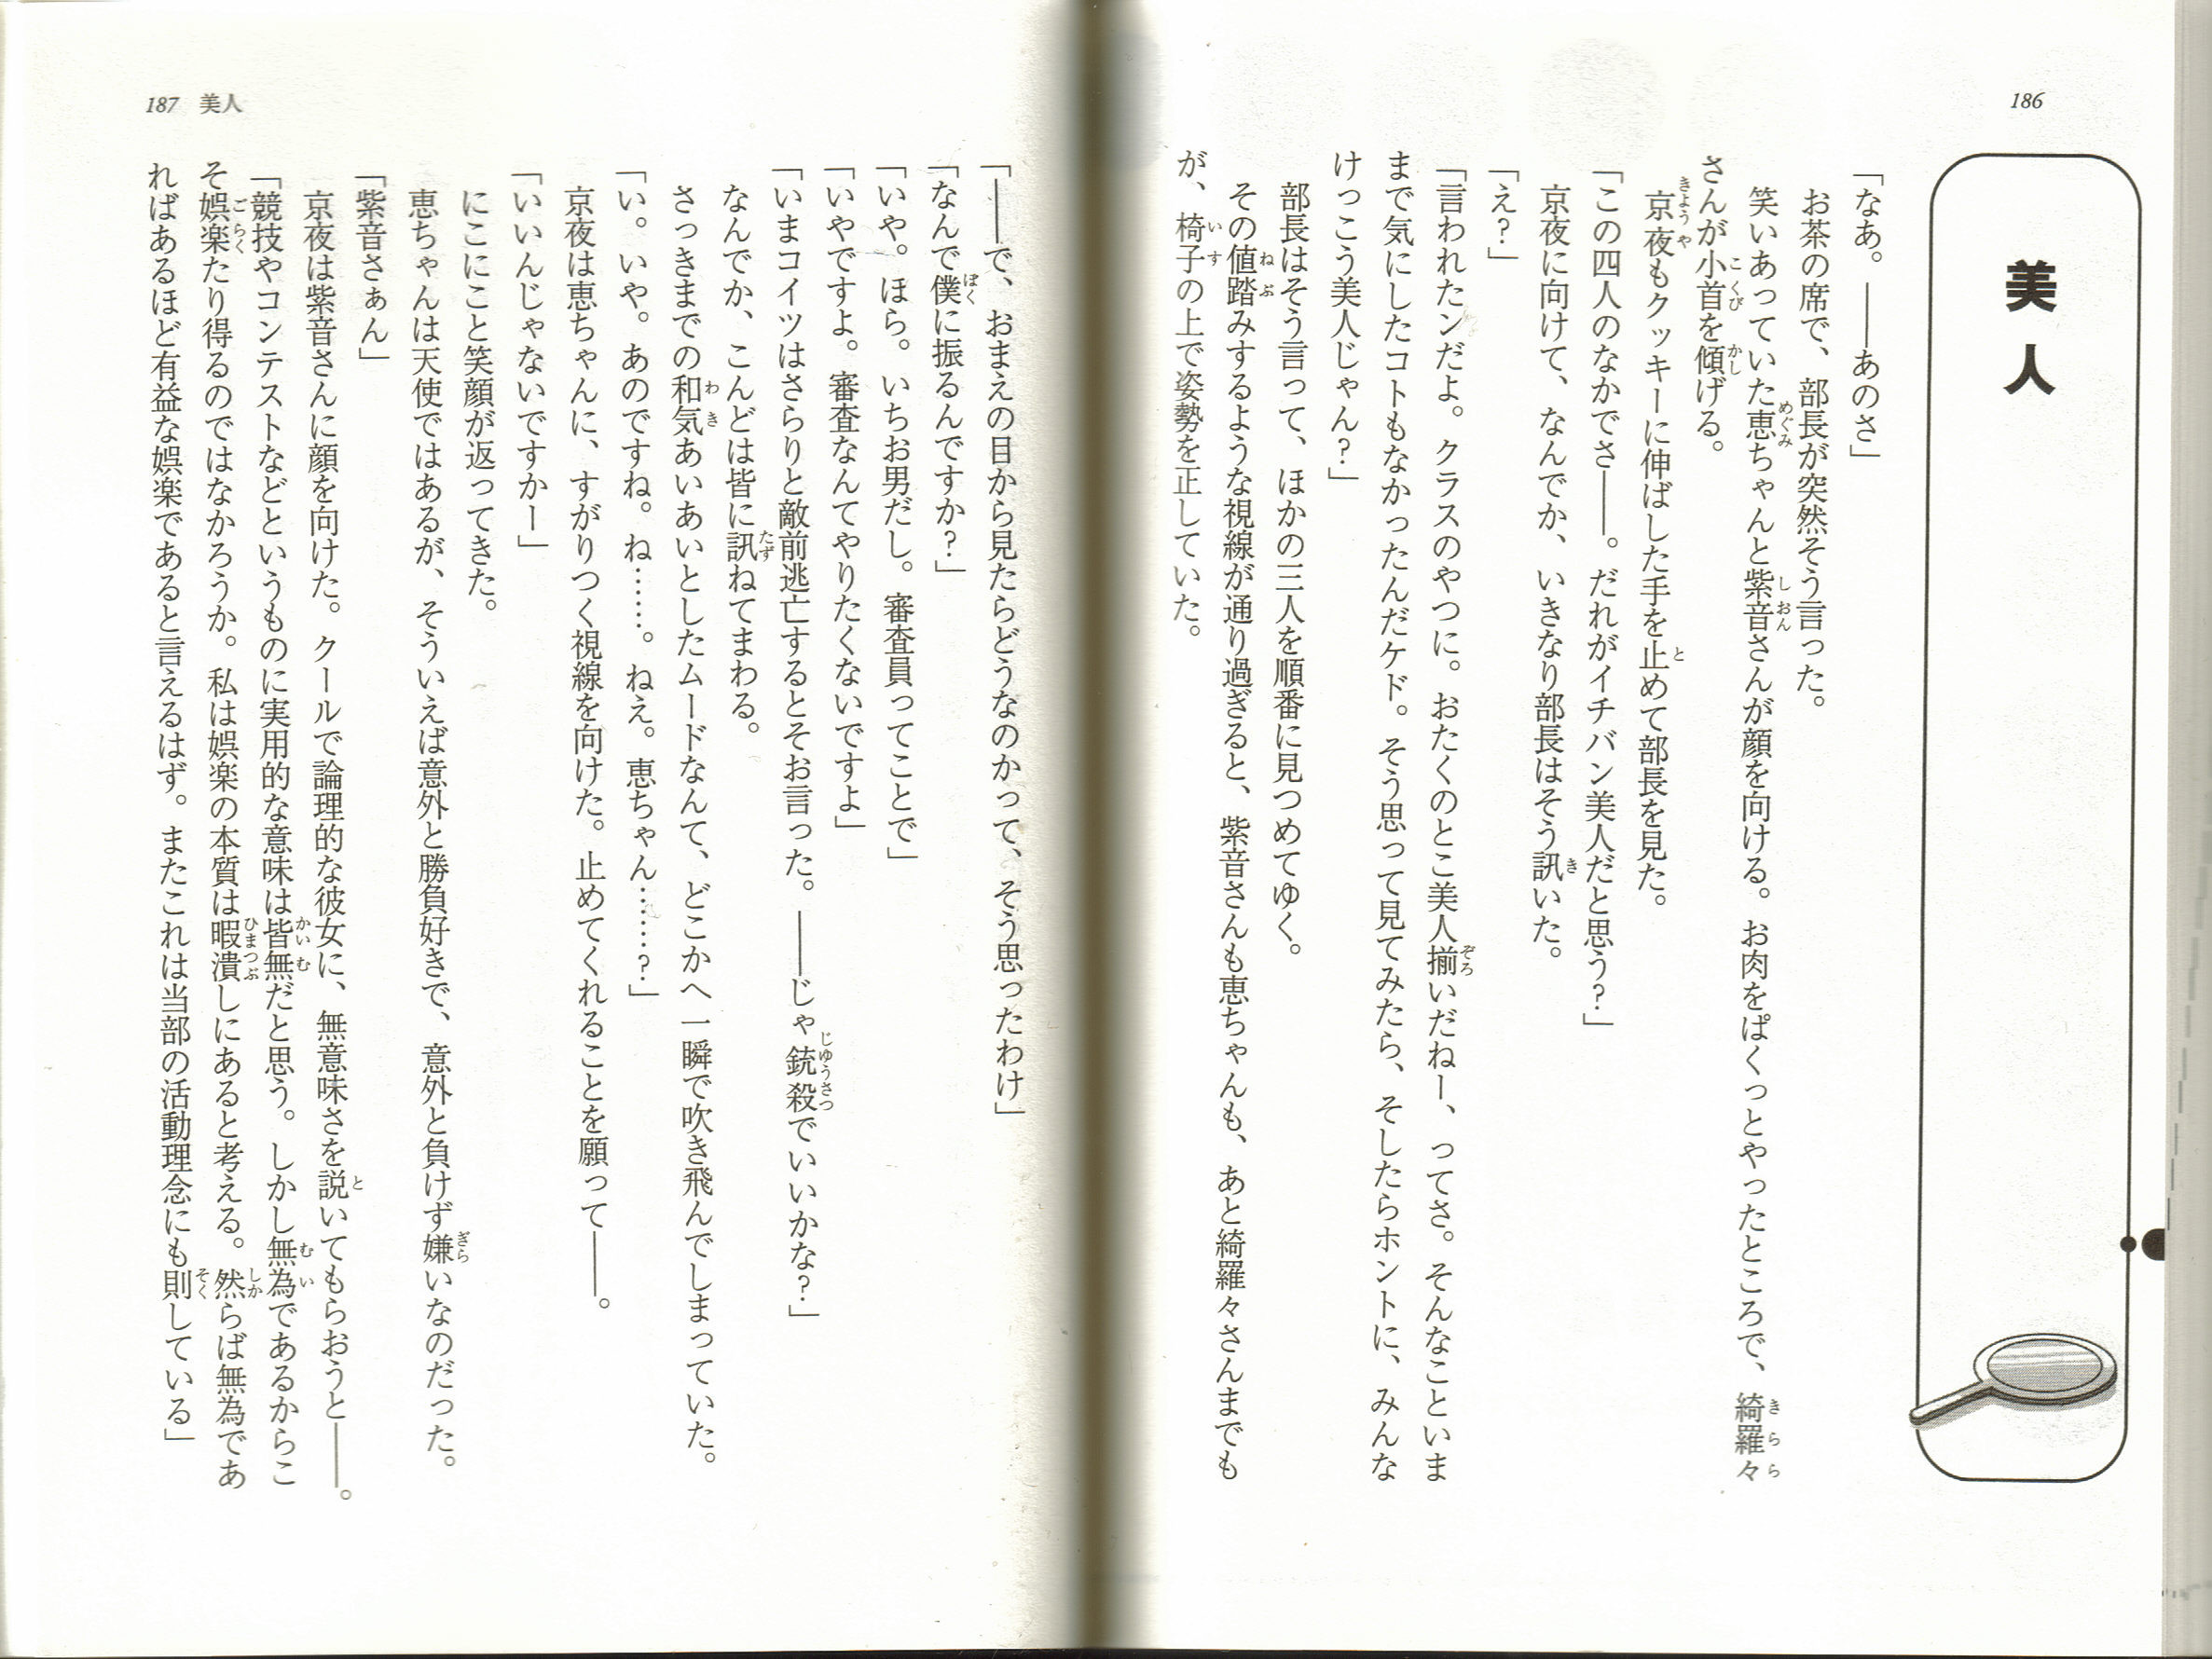 186
美人
「なあ。――あのさ」
お茶の席で、部長が突然そう言った。
笑いあっていた恵ちゃんと紫音さんが顔を向ける。お肉をぱくっとやったところで、綺羅々
さんが小首を傾げる。
京夜もクッキーに伸ばした手を止めて部長を見た。
「この四人のなかでさ――。だれがイチバン美人だと思う?」
京夜に向けて、なんでか、いきなり部長はそう訊いた。
「え?」
「言われたンだよ。クラスのやつに。おたくのとこ美人揃いだねー、ってさ。そんなこといま
まで気にしたコトもなかったんだケド。そう思って見てみたら、そしたらホントに、みんな
けっこう美人じゃん?」
部長はそう言って、ほかの三人を順番に見つめてゆく。
その値踏みするような視線が通り過ぎると、紫音さんも恵ちゃんも、あと綺羅々さんまでも
が、椅子の上で姿勢を正していた。
187 美人
「――で、おまえの目から見たらどうなのかって、そう思ったわけ」
「なんで僕に振るんですか?」
「いや。ほら。いちお男だし。審査員ってことで」
「いやですよ。審査なんてやりたくないですよ」
「いまコイツはさらりと敵前逃亡するとそお言った。――じゃ銃殺でいいかな?」
なんでか、こんどは皆に訊ねてまわる。
さっきまでの和気あいあいとしたムードなんて、どこかへ一瞬で吹き飛んでしまっていた。
「い。いや。あのですね。ね……。ねえ。恵ちゃん……?」
京夜は恵ちゃんに、すがりつく視線を向けた。止めてくれることを願って――。
「いいんじゃないですかー」
にこにこと笑顔が返ってきた。
恵ちゃんは天使ではあるが、そういえば意外と勝負好きで、意外と負けず嫌いなのだった。
「紫音さぁん」
京夜は紫音さんに顔を向けた。クールで論理的な彼女に、無意味さを説いてもらおうと――。
「競技やコンテストなどというものに実用的な意味は皆無だと思う。しかし無為であるからこ
そ娯楽たり得るのではなかろうか。私は娯楽の本質は暇潰しにあると考える。然らば無為であ
ればあるほど有益な娯楽であると言えるはず。またこれは当部の活動理念にも則している」